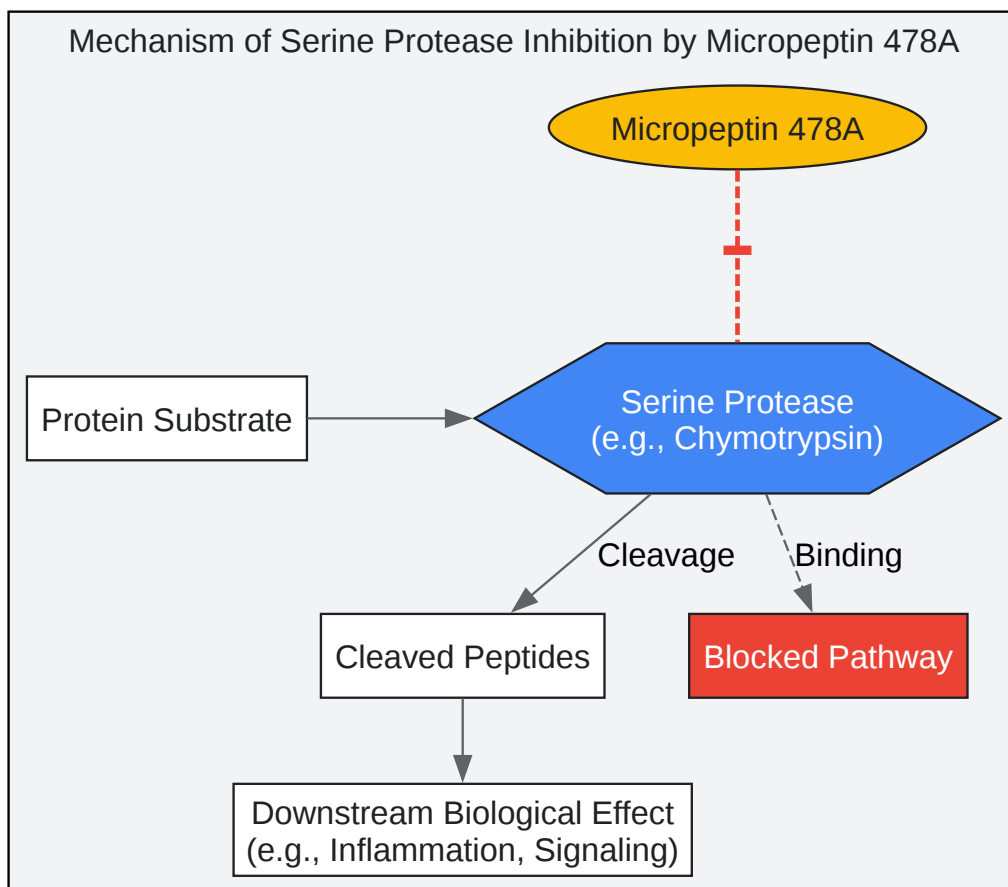 Mechanism of Serine Protease Inhibition by Micropeptin 478A
Micropeptin 478A
Protein Substrate
Serine Protease
(e.g., Chymotrypsin)
Cleavage
Binding
Cleaved Peptides
Blocked Pathway
Downstream Biological Effect
(e.g., Inflammation, Signaling)